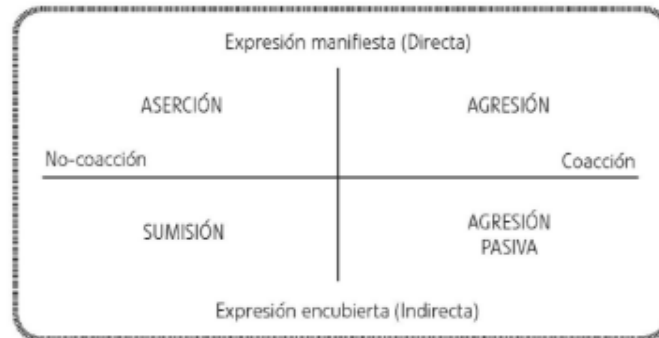 Expresión manifiesta (Directa)
ASERCIÓN
AGRESIÓN
No-coacción
Coacción
SUMISIÓN
AGRESIÓN
PASIVA
Expresión encubierta (Indirecta)